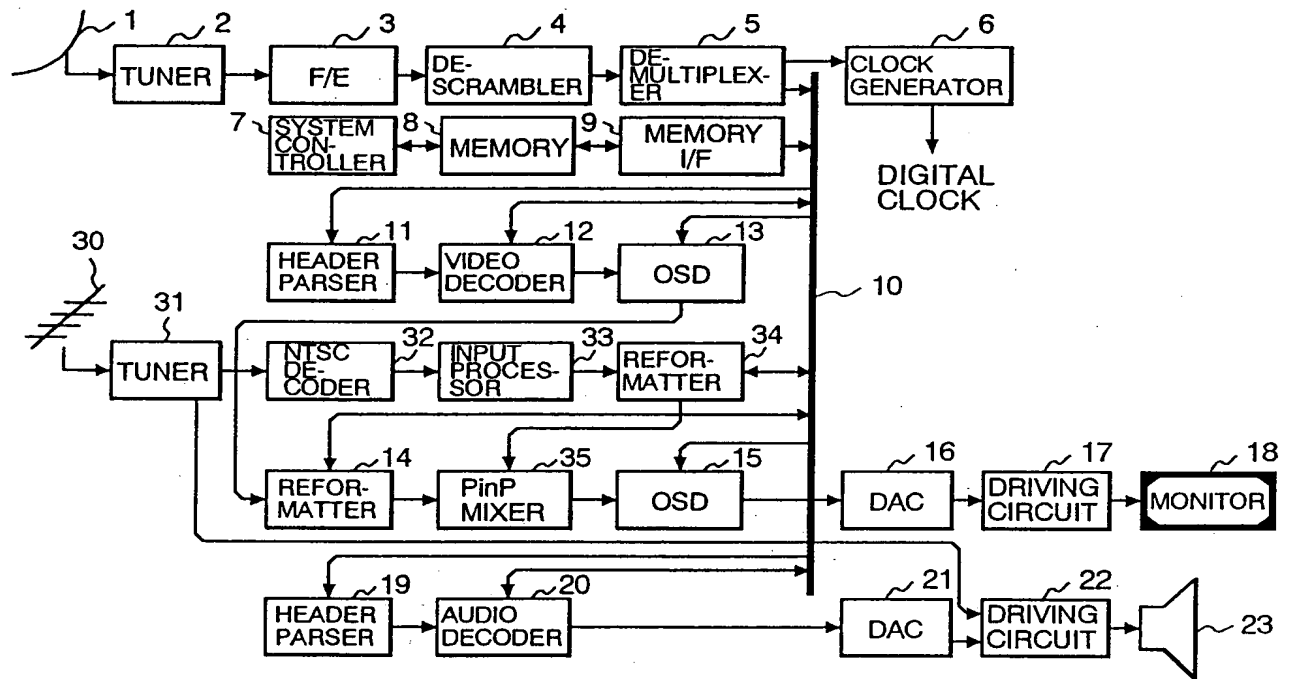 1
2
3
4
5
6
TUNER
F/E
DE-
SCRAMBLER
DE-
MULTIPLEX-
ER
CLOCK
GENERATOR
7
SYSTEM
CON-
TROLLER
8
MEMORY
9
MEMORY
I/F
DIGITAL
CLOCK
11
HEADER
PARSER
12
VIDEO
DECODER
13
OSD
10
30
31
TUNER
NTSC
DE-
CODER
32
INPUT
PROCES-
SOR
33
REFOR-
MATTER
34
14
REFOR-
MATTER
35
PinP
MIXER
15
OSD
16
DAC
17
DRIVING
CIRCUIT
18
MONITOR
19
HEADER
PARSER
20
AUDIO
DECODER
21
DAC
22
DRIVING
CIRCUIT
23